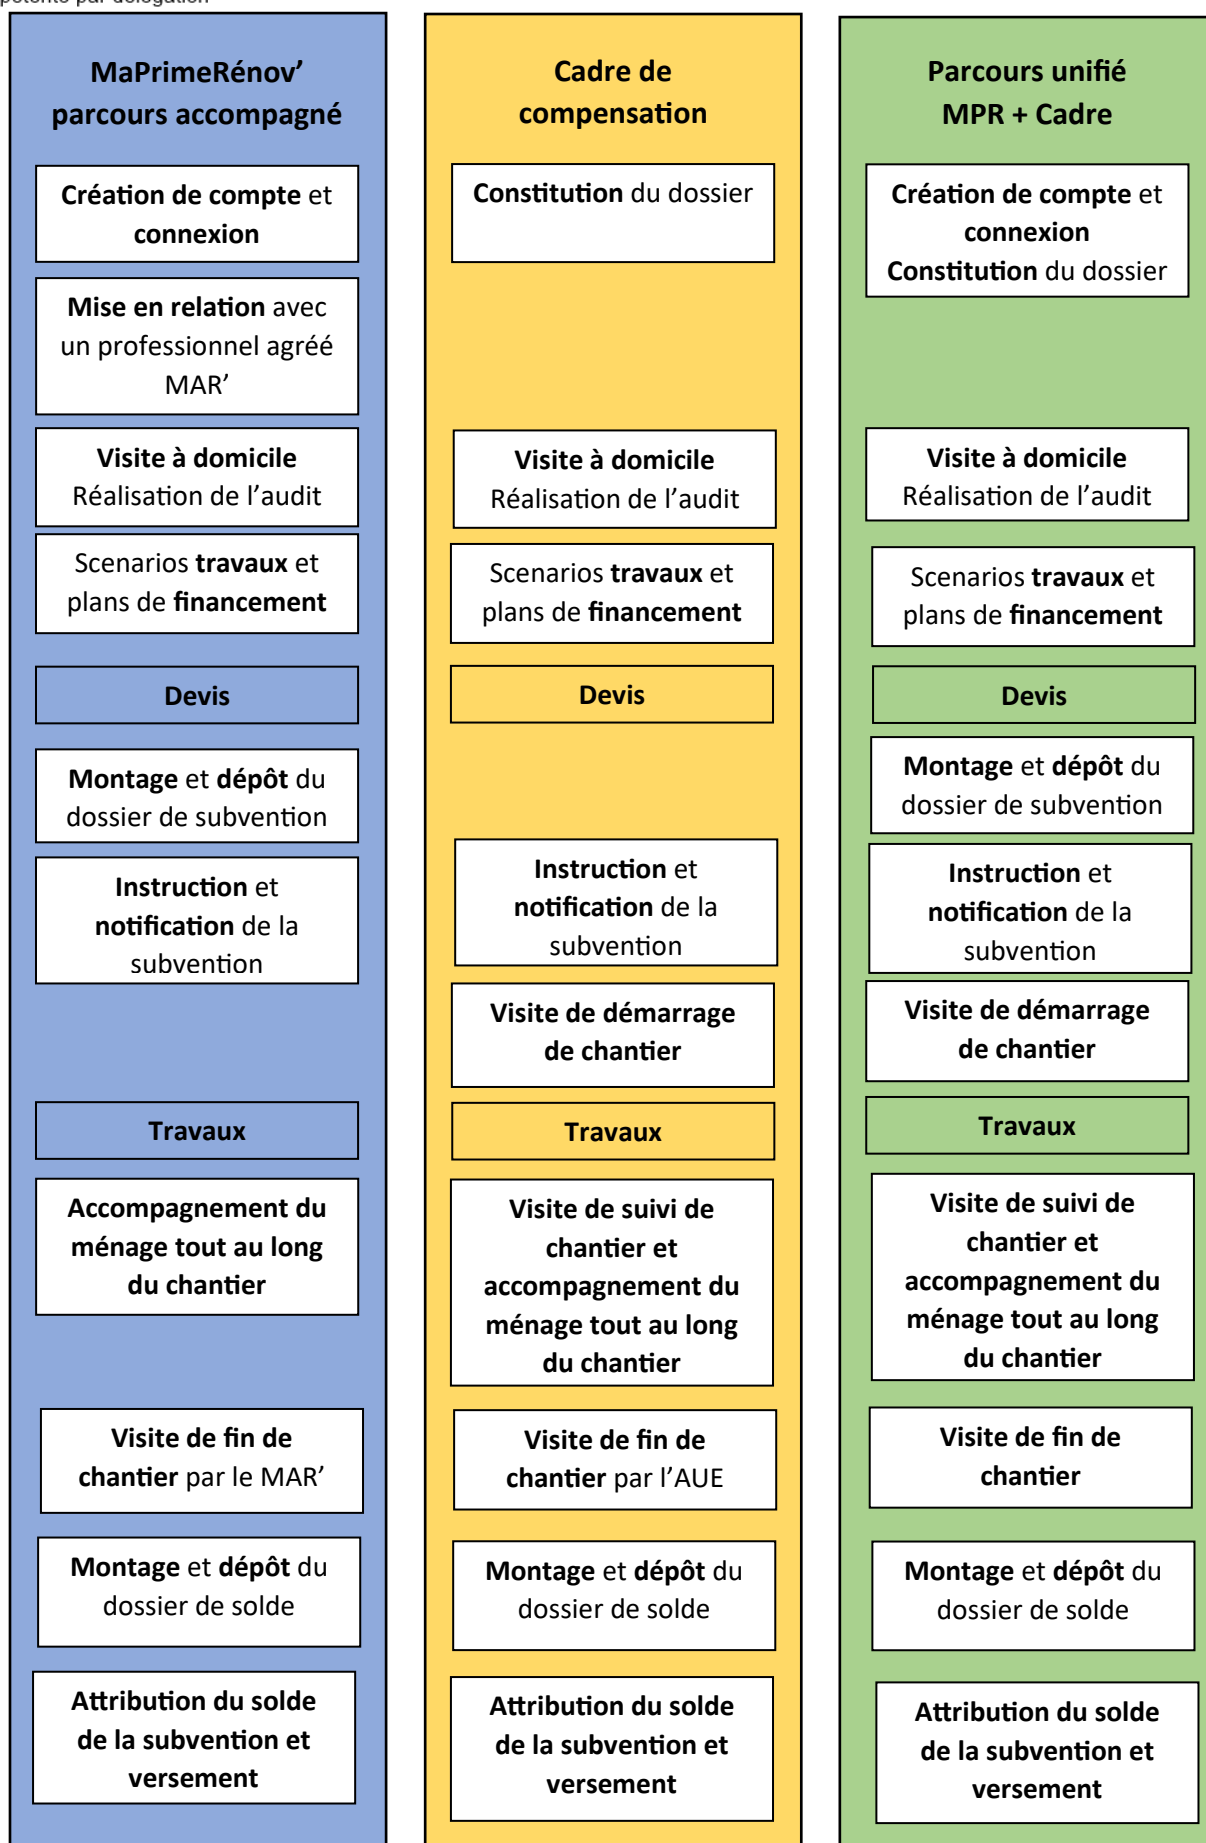 MaPrimeRénov’
parcours accompagné
Création de compte et
connexion
Mise en relation avec
un professionnel agréé
MAR’
Visite à domicile
Réalisation de l’audit
Scenarios travaux et
plans de financement
Devis
Montage et dépôt du
dossier de subvention
Instruction et
notification de la
subvention
Travaux
Accompagnement du
ménage tout au long
du chantier
Visite de fin de
chantier par le MAR’
Montage et dépôt du
dossier de solde
Attribution du solde
de la subvention et
versement
Cadre de
compensation
Constitution du dossier
Visite à domicile
Réalisation de l’audit
Scenarios travaux et
plans de financement
Devis
Instruction et
notification de la
subvention
Visite de démarrage
de chantier
Travaux
Visite de suivi de
chantier et
accompagnement du
ménage tout au long
du chantier
Visite de fin de
chantier par l’AUE
Montage et dépôt du
dossier de solde
Attribution du solde
de la subvention et
versement
Parcours unifié
MPR + Cadre
Création de compte et
connexion
Constitution du dossier
Visite à domicile
Réalisation de l’audit
Scenarios travaux et
plans de financement
Devis
Montage et dépôt du
dossier de subvention
Instruction et
notification de la
subvention
Visite de démarrage
de chantier
Travaux
Visite de suivi de
chantier et
accompagnement du
ménage tout au long
du chantier
Visite de fin de
chantier
Montage et dépôt du
dossier de solde
Attribution du solde
de la subvention et
versement